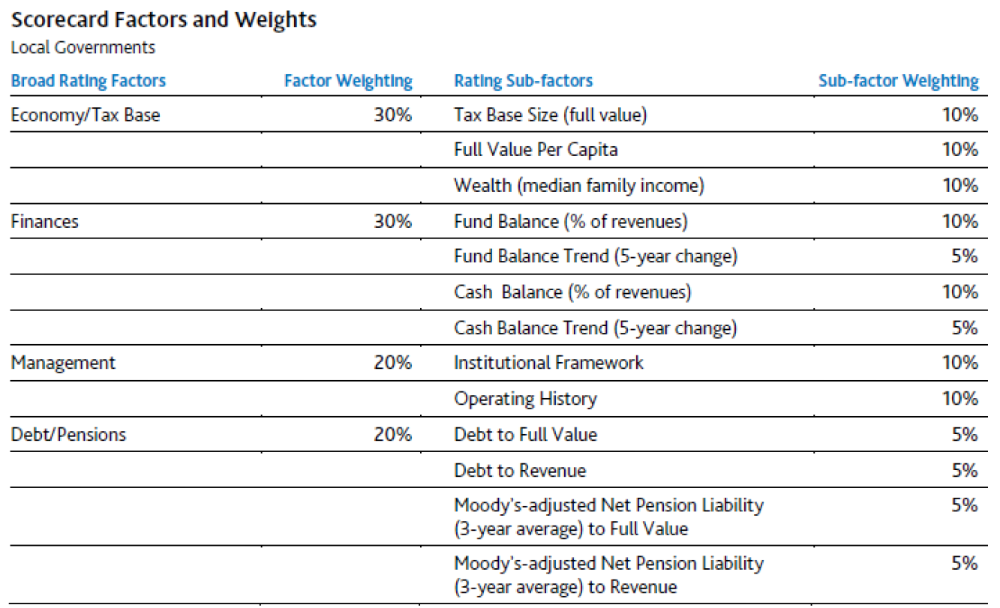 Scorecard Factors and Weights
Local Governments
Broad Rating Factors Factor Weighting Rating Sub-factors Sub-factor Weighting
Economy/Tax Base 30% Tax Base Size (full value) 10%
Full Value Per Capita 10%
Wealth (median family income) 10%
Finances 30% Fund Balance (% of revenues) 10%
Fund Balance Trend (5-year change) 5%
Cash Balance (% of revenues) 10%
Cash Balance Trend (5-year change) 5%
Management 20% Institutional Framework 10%
Operating History 10%
Debt/Pensions 20% Debt to Full Value 5%
Debt to Revenue 5%
Moody's-adjusted Net Pension Liability 5%
(3-year average) to Full Value
Moody's-adjusted Net Pension Liability 5%
(3-year average) to Revenue